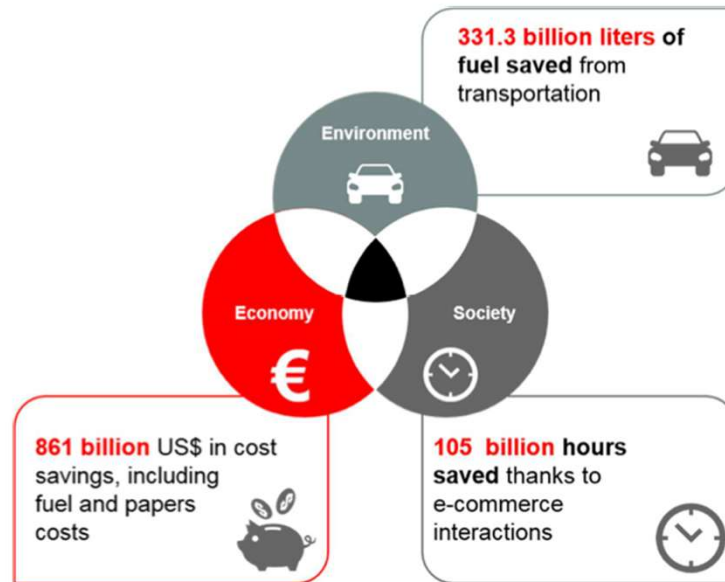 331.3 billion liters of
fuel saved from
transportation
Environment
Economy
Society
€
861 billion US$ in cost
savings, including
fuel and papers
costs
105 billion hours
saved thanks to
e-commerce
interactions